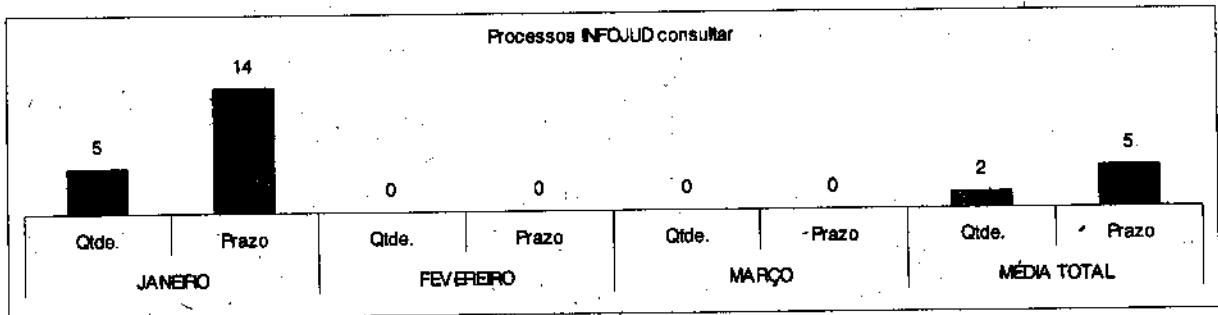 Processos INFOJUD consultar
14
5
0 0 0 0
2
5
Qtde. Prazo Qtde. Prazo Qtde. Prazo Qtde. Prazo
JANEIRO FEVEREIRO MARÇO MÉDIA TOTAL